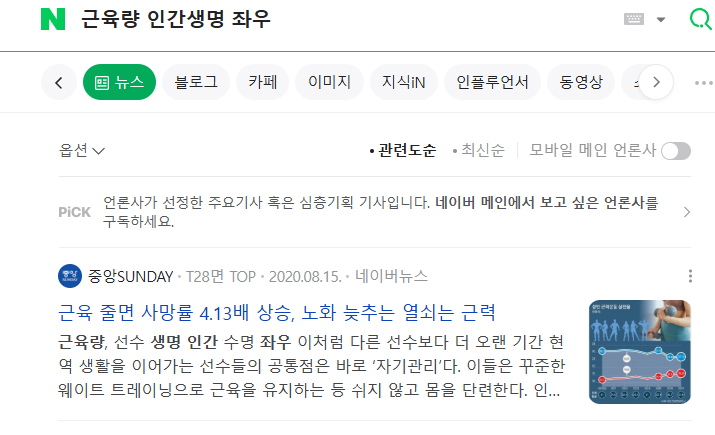 N 근육량 인간생명 좌우
뉴스 블로그 카페 이미지 지식iN 인플루언서 동영상
옵션 • 관련도순 • 최신순 모바일 메인 언론사
PiCK 언론사가 선정한 주요기사 혹은 심층기획 기사입니다. 네이버 메인에서 보고 싶은 언론사를
구독하세요.
중앙SUNDAY · T28면 TOP · 2020.08.15. · 네이버뉴스
근육 줄면 사망률 4.13배 상승, 노화 늦추는 열쇠는 근력
근육량, 선수 생명 인간 수명 좌우 이처럼 다른 선수보다 더 오랜 기간 현
역 생활을 이어가는 선수들의 공통점은 바로 ‘자기관리’다. 이들은 꾸준한
웨이트 트레이닝으로 근육을 유지하는 등 쉬지 않고 몸을 단련한다. 인...